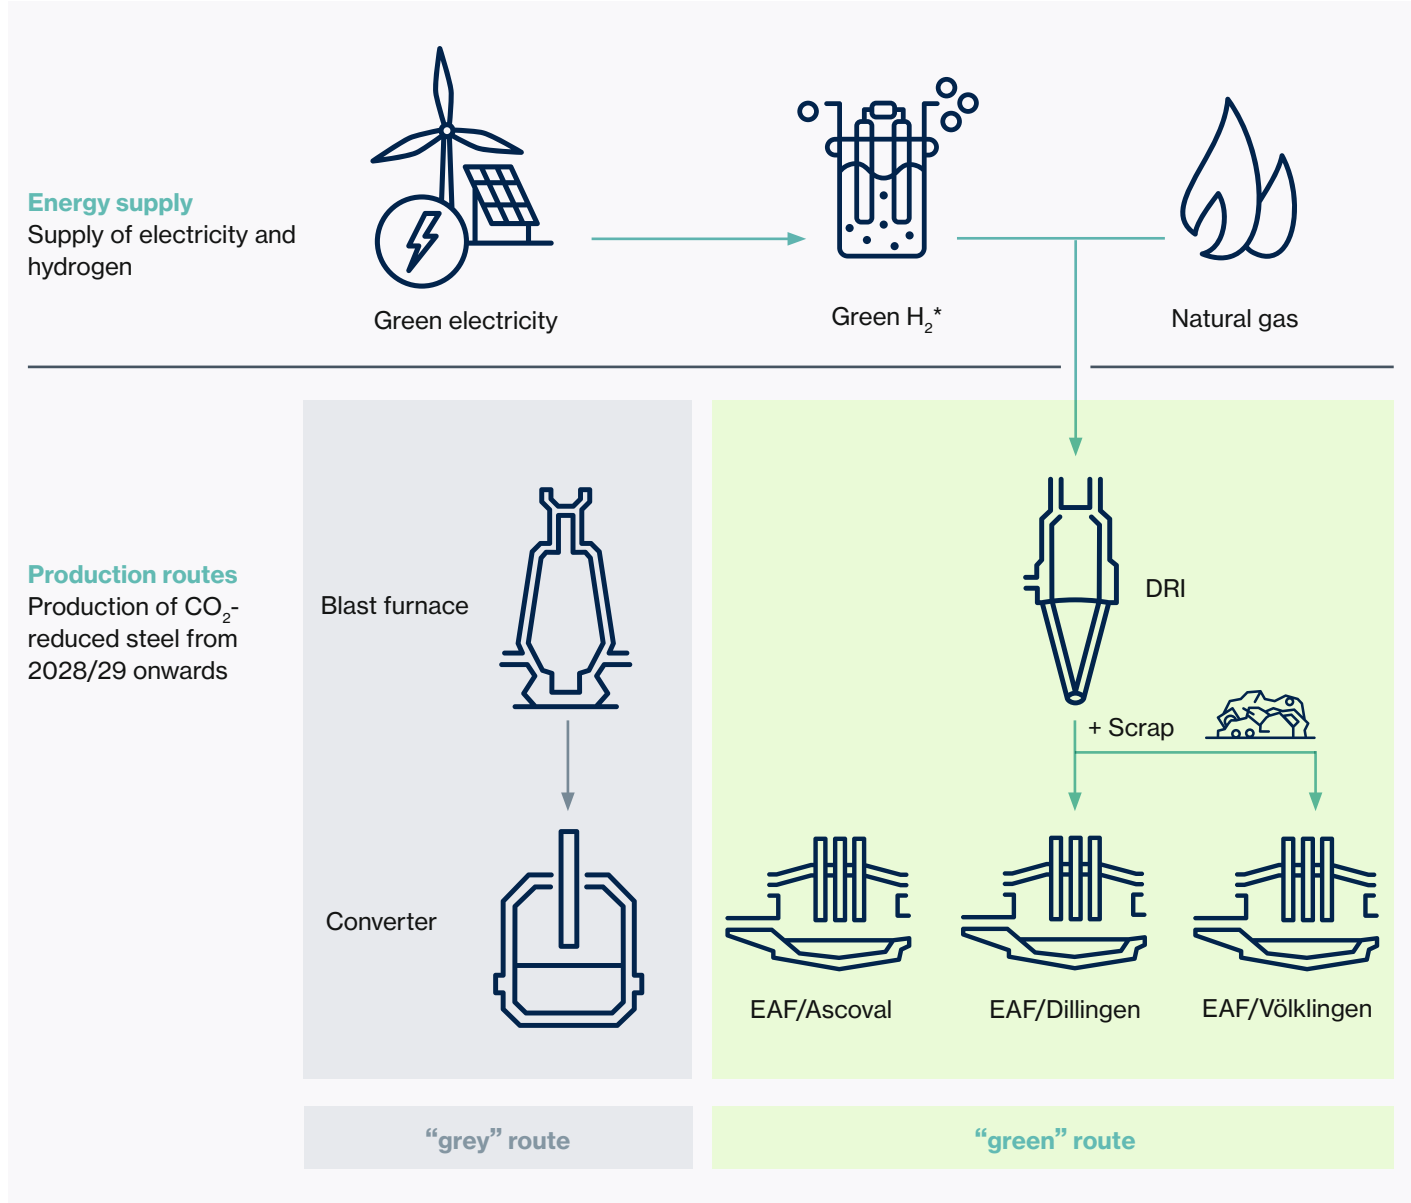 Energy supply
Supply of electricity and
hydrogen
Green electricity
Green H₂*
Natural gas
Production routes
Production of CO₂-
reduced steel from
2028/29 onwards
Blast furnace
DRI
+ Scrap
Converter
EAF/Ascoval
EAF/Dillingen
EAF/Völklingen
“grey” route
“green” route